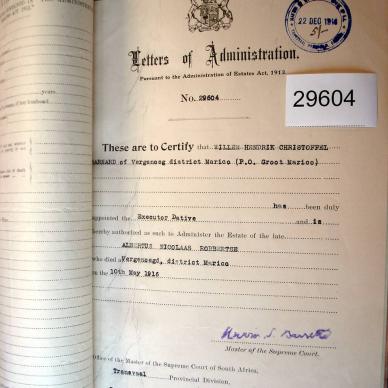 22 DEC 1916
5/-
Letters of Administration.
Pursuant to the Administration of Estates Act, 1913.
No. 29604
29604
These are to Certify that WILLEM HENDRIK CHRISTOFFEL
BARNARD of Vergenoeg district Marico (P.O. Groot Marico)
has been duly
appointed the Executor Dative and is
hereby authorized as such to Administer the Estate of the late
ALBERTUS NICOLAAS ROBBERTSE
who died at Vergenoegd, district Marico
on the 10th May 1916
Master of the Supreme Court.
Office of the Master of the Supreme Court of South Africa,
Transvaal Provincial Division.